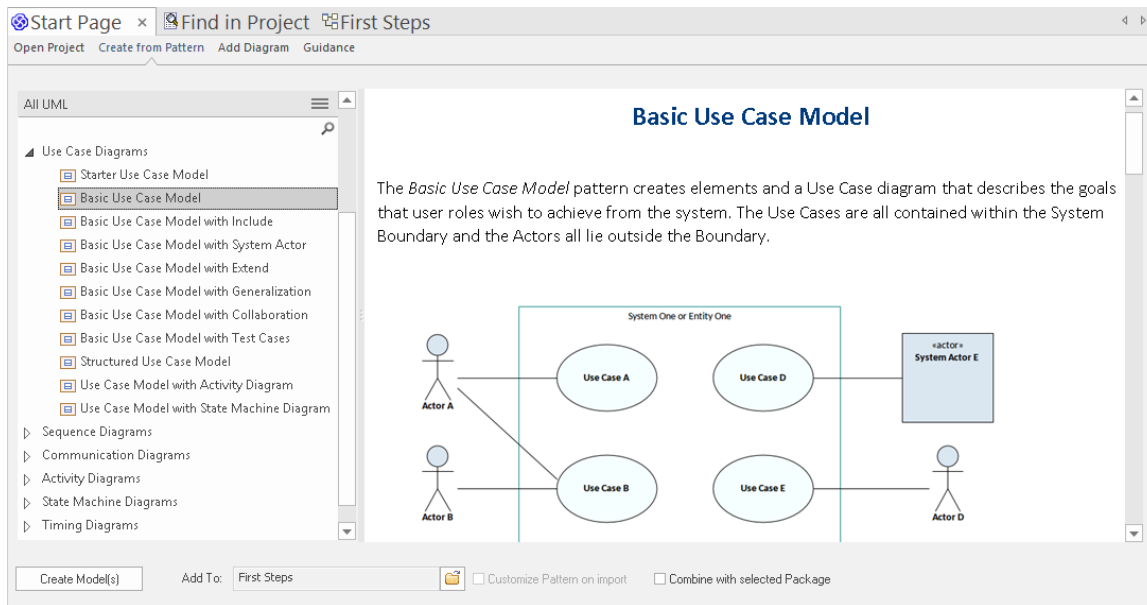 Start Page × Find in Project First Steps
Open Project Create from Pattern Add Diagram Guidance
All UML
Use Case Diagrams
Starter Use Case Model
Basic Use Case Model
Basic Use Case Model with Include
Basic Use Case Model with System Actor
Basic Use Case Model with Extend
Basic Use Case Model with Generalization
Basic Use Case Model with Collaboration
Basic Use Case Model with Test Cases
Structured Use Case Model
Use Case Model with Activity Diagram
Use Case Model with State Machine Diagram
Sequence Diagrams
Communication Diagrams
Activity Diagrams
State Machine Diagrams
Timing Diagrams
Basic Use Case Model
The Basic Use Case Model pattern creates elements and a Use Case diagram that describes the goals
that user roles wish to achieve from the system. The Use Cases are all contained within the System
Boundary and the Actors all lie outside the Boundary.
System One or Entity One
«actor»
System Actor E
Use Case A
Use Case D
Actor A
Use Case B
Use Case E
Actor B
Actor D
Create Model(s) Add To: First Steps Customize Pattern on import Combine with selected Package